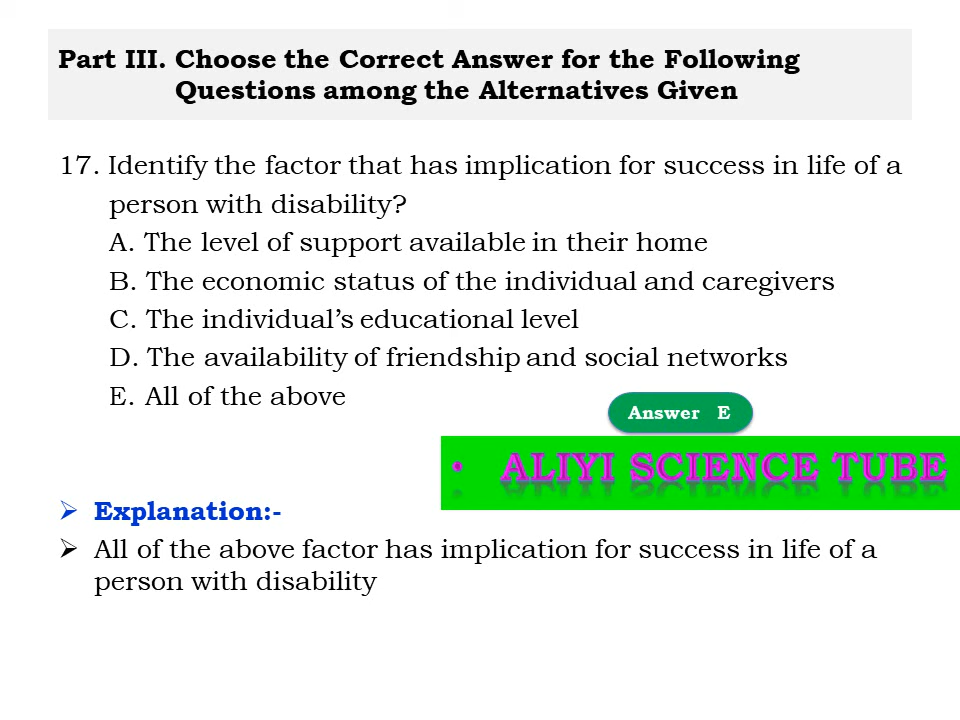 Part III. Choose the Correct Answer for the Following
Questions among the Alternatives Given
17. Identify the factor that has implication for success in life of a
person with disability?
A. The level of support available in their home
B. The economic status of the individual and caregivers
C. The individual's educational level
D. The availability of friendship and social networks
E. All of the above
Answer E
• ALIYI SCIENCE TUBE
➢ Explanation:-
➢ All of the above factor has implication for success in life of a
person with disability